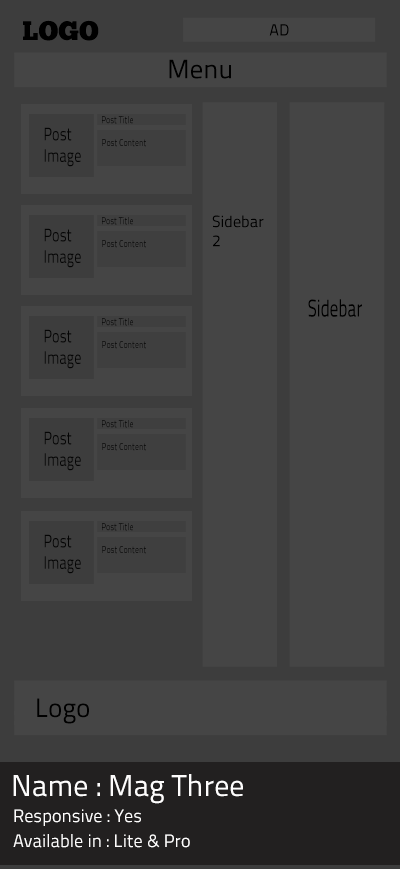 LOGO
AD
Menu
Post
Image
Post Title
Post Content
Post
Image
Post Title
Post Content
Post
Image
Post Title
Post Content
Post
Image
Post Title
Post Content
Post
Image
Post Title
Post Content
Sidebar
2
Sidebar
Logo
Name : Mag Three
Responsive : Yes
Available in : Lite & Pro